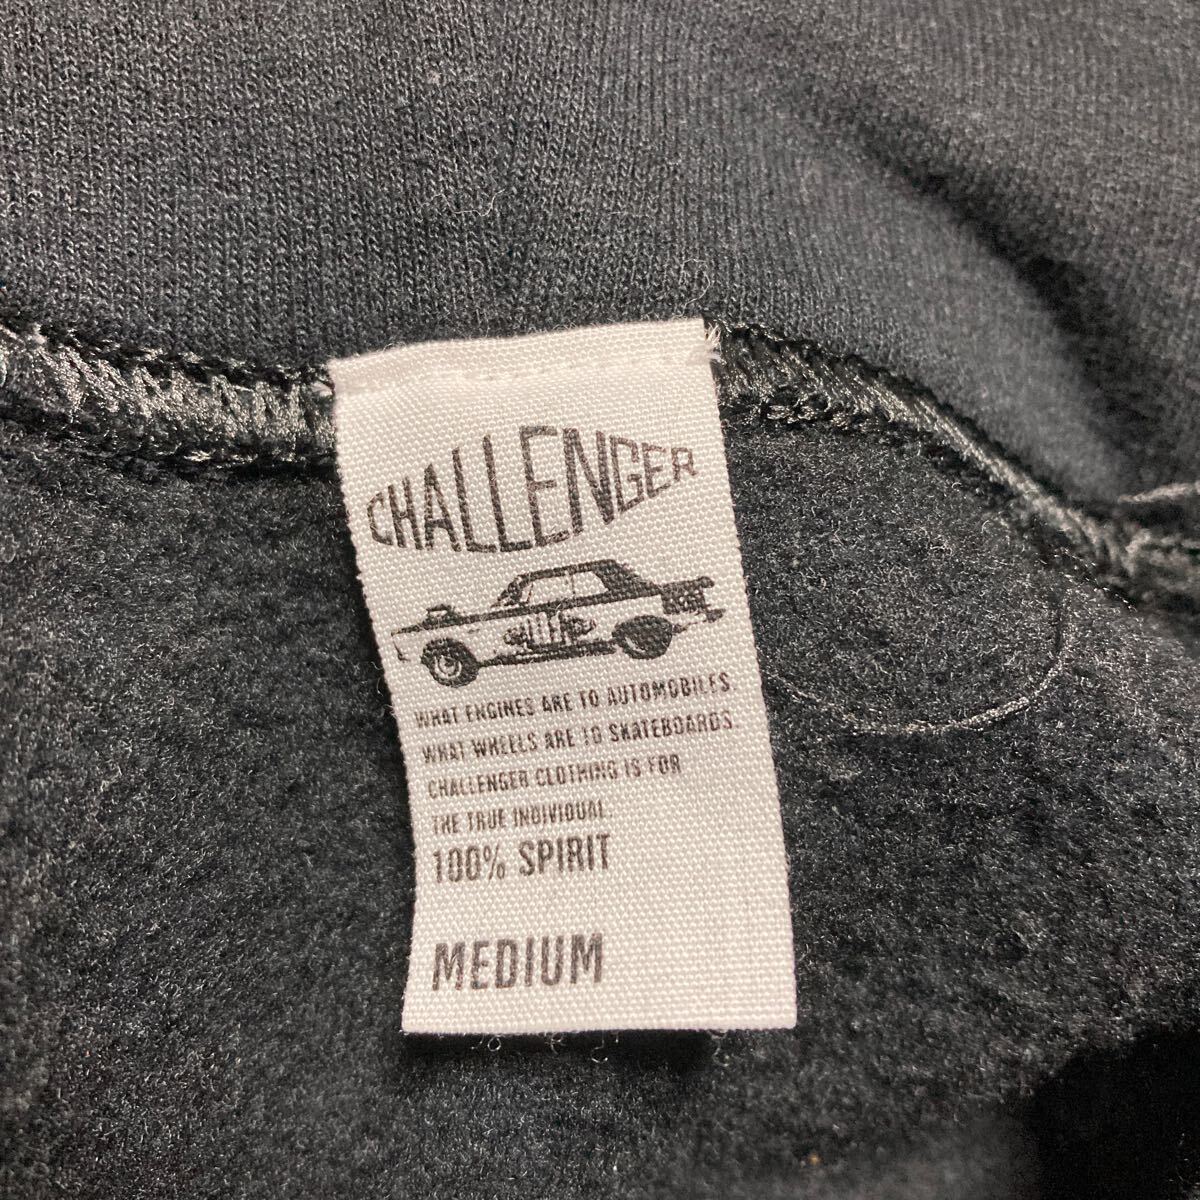 CHALLENGER
WHAT ENGINES ARE TO AUTOMOBILES.
WHAT WHEELS ARE TO SKATEBOARDS.
CHALLENGER CLOTHING IS FOR
THE TRUE INDIVIDUAL.
100% SPIRIT
MEDIUM